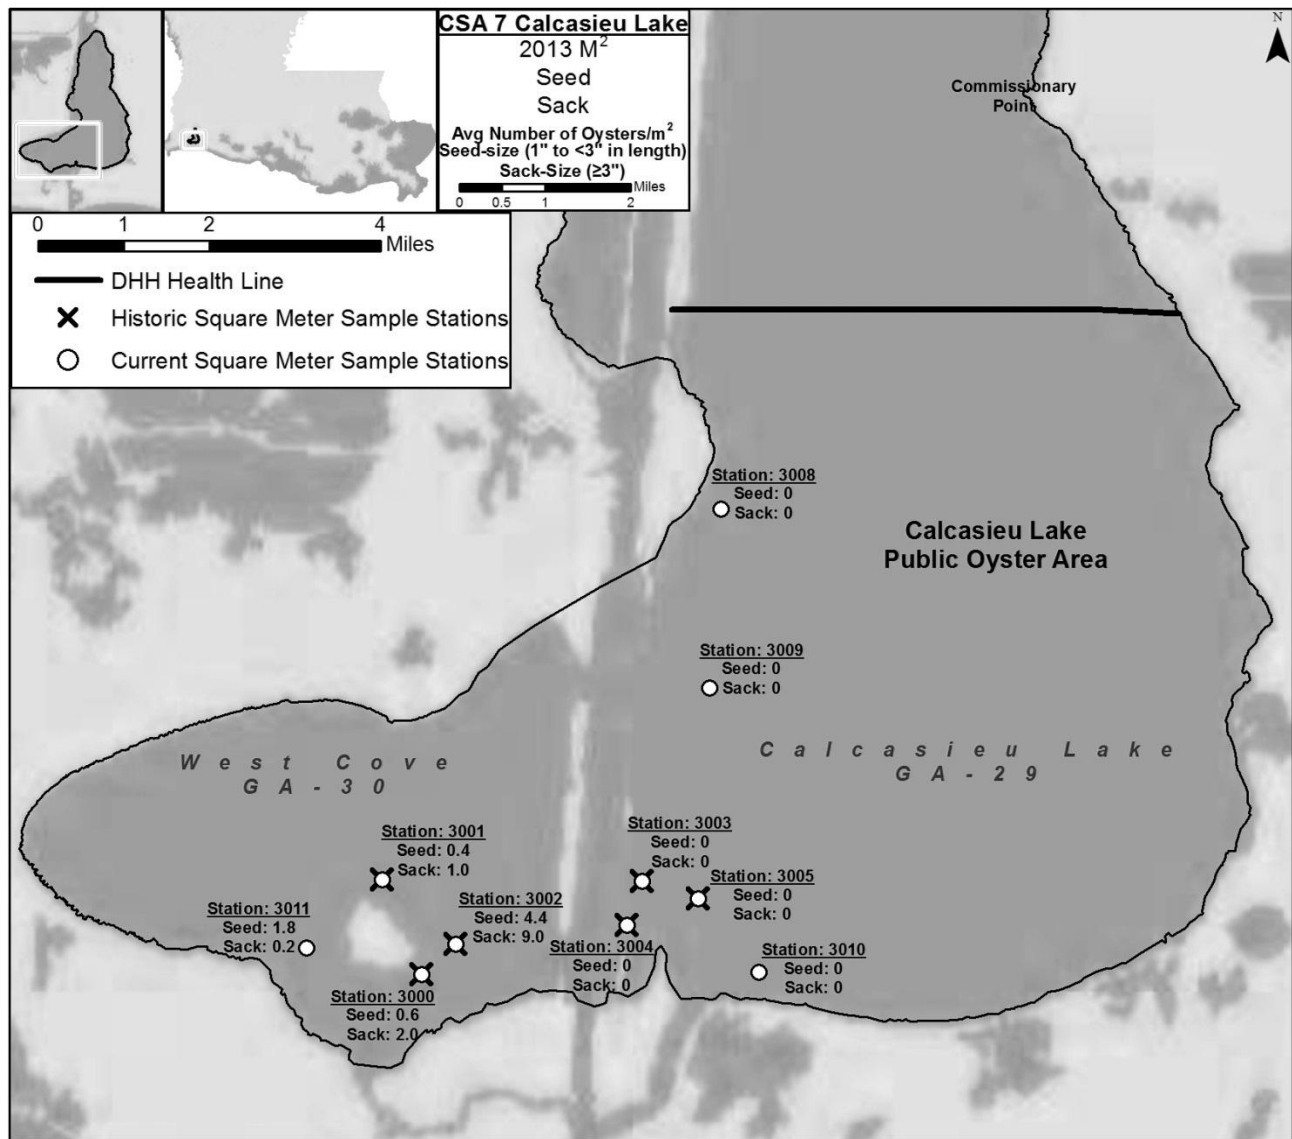 CSA 7 Calcasieu Lake
2013 M²
Seed
Sack
Avg Number of Oysters/m²
Seed-size (1" to <3" in length)
Sack-Size (≥3")
Miles
0 0.5 1 2
N
Commissionary
Point
0 1 2 4
Miles
DHH Health Line
Historic Square Meter Sample Stations
Current Square Meter Sample Stations
Station: 3008
Seed: 0
Sack: 0
Calcasieu Lake
Public Oyster Area
Station: 3009
Seed: 0
Sack: 0
West Cove
GA-30
Calcasieu Lake
GA-29
Station: 3001
Seed: 0.4
Sack: 1.0
Station: 3003
Seed: 0
Sack: 0
Station: 3005
Seed: 0
Sack: 0
Station: 3002
Seed: 4.4
Sack: 9.0
Station: 3011
Seed: 1.8
Sack: 0.2
Station: 3004
Seed: 0
Sack: 0
Station: 3010
Seed: 0
Sack: 0
Station: 3000
Seed: 0.6
Sack: 2.0